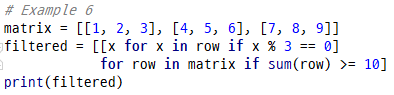 # Example 6
matrix = [[1, 2, 3], [4, 5, 6], [7, 8, 9]]
filtered = [[x for x in row if x % 3 == 0]
            for row in matrix if sum(row) >= 10]
print(filtered)